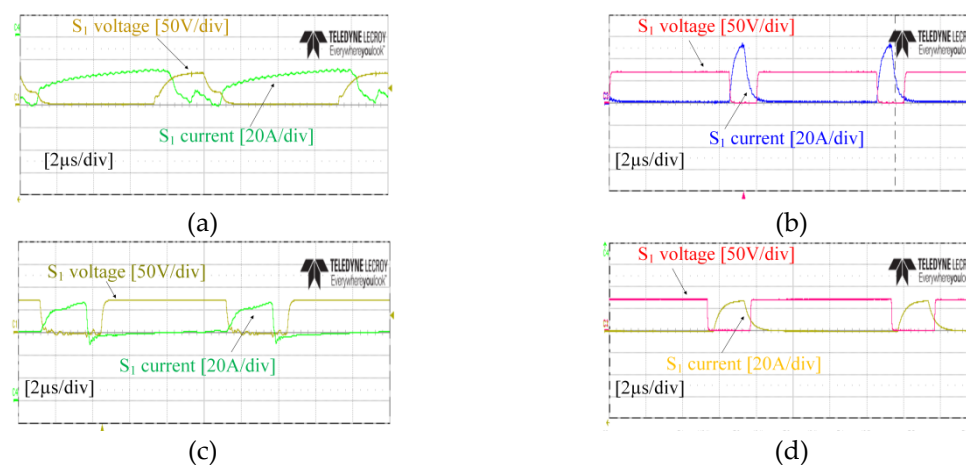 S₁ voltage [50V/div]
TELEDYNE LECROY
Everywhereyoulook
S₁ current [20A/div]
[2µs/div]
(a)
S₁ voltage [50V/div]
TELEDYNE LECROY
Everywhereyoulook
S₁ current [20A/div]
[2µs/div]
(b)
S₁ voltage [50V/div]
TELEDYNE LECROY
Everywhereyoulook
S₁ current [20A/div]
[2µs/div]
(c)
S₁ voltage [50V/div]
TELEDYNE LECROY
Everywhereyoulook
S₁ current [20A/div]
[2µs/div]
(d)